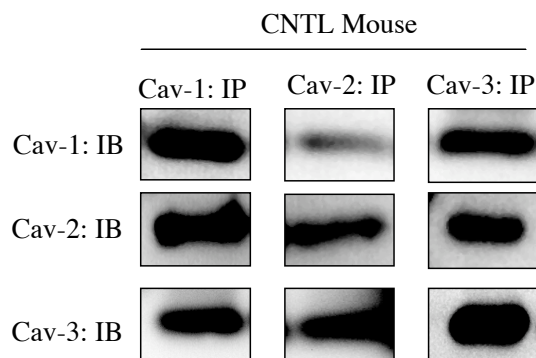 CNTL Mouse
Cav-1: IP Cav-2: IP Cav-3: IP
Cav-1: IB
Cav-2: IB
Cav-3: IB